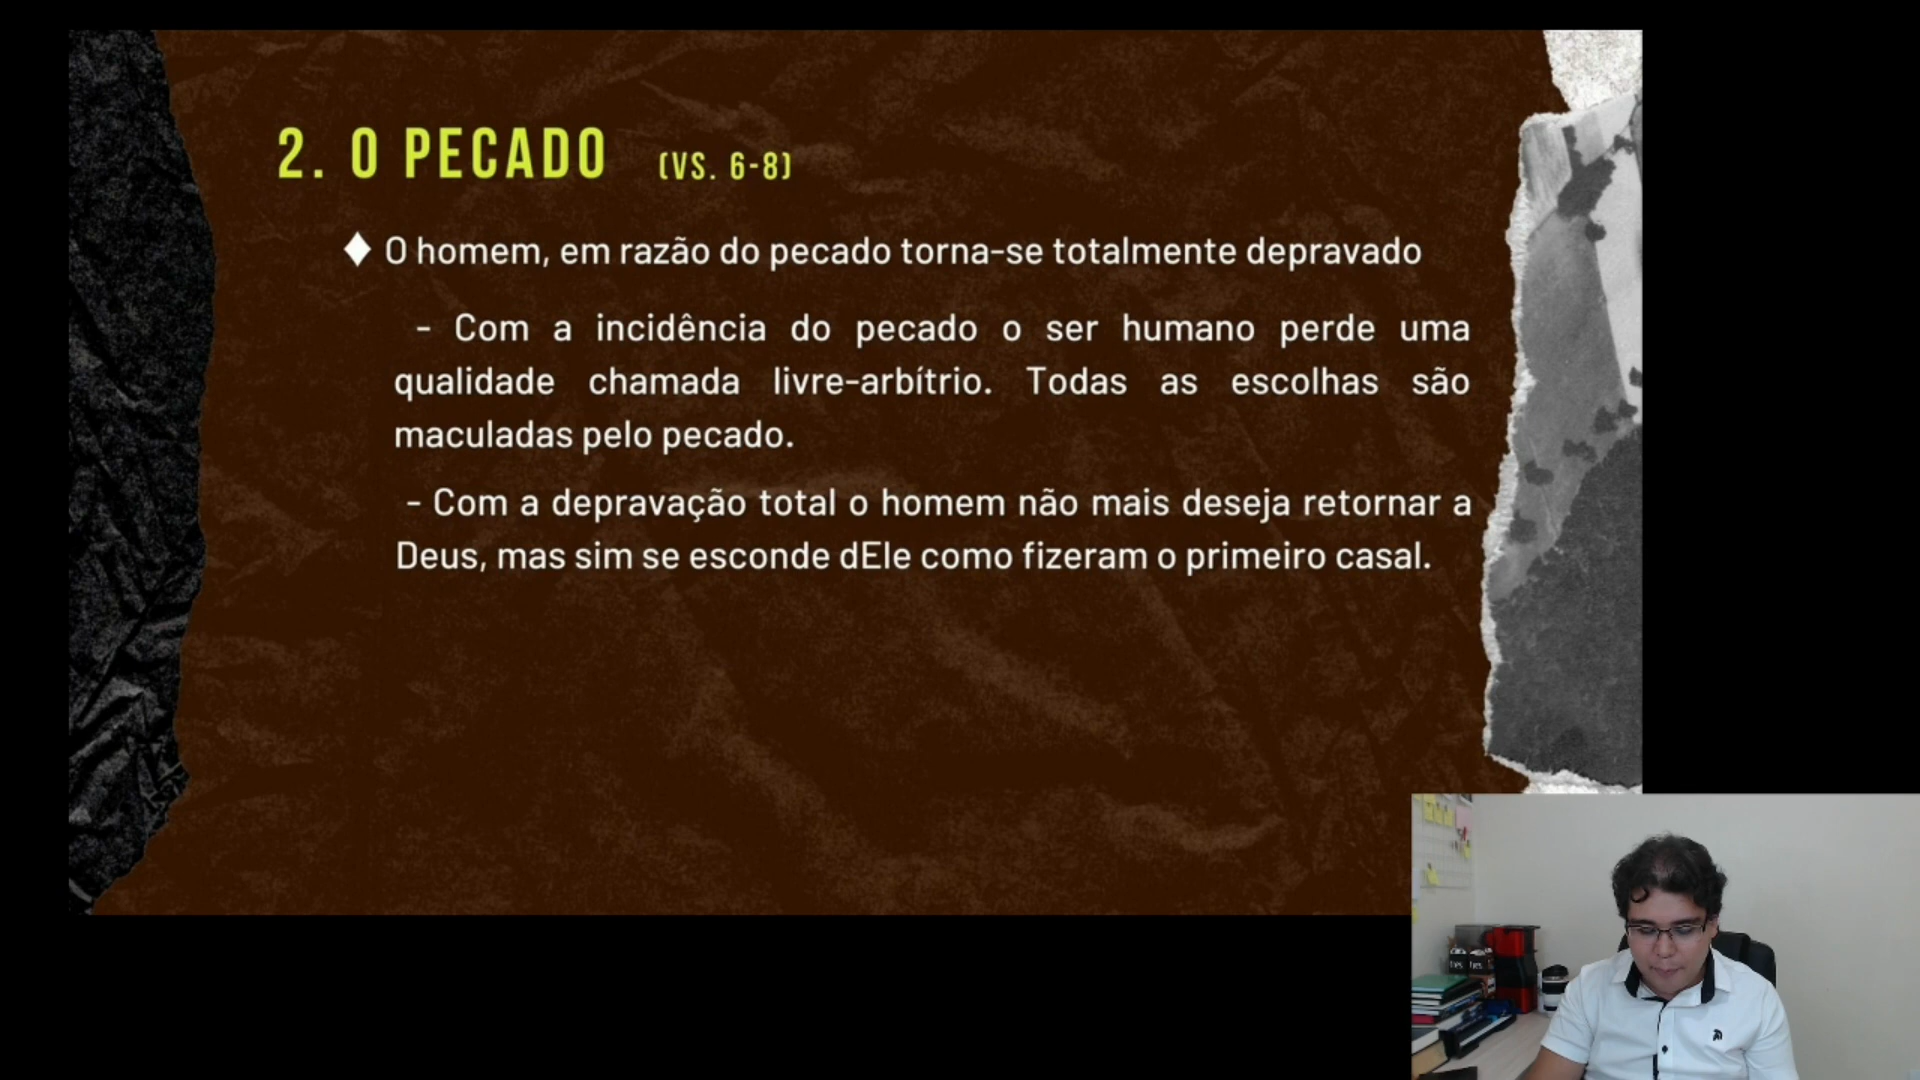 2. O PECADO (VS. 6-8)
♦ O homem, em razão do pecado torna-se totalmente depravado
- Com a incidência do pecado o ser humano perde uma
qualidade chamada livre-arbítrio. Todas as escolhas são
maculadas pelo pecado.
- Com a depravação total o homem não mais deseja retornar a
Deus, mas sim se esconde dEle como fizeram o primeiro casal.